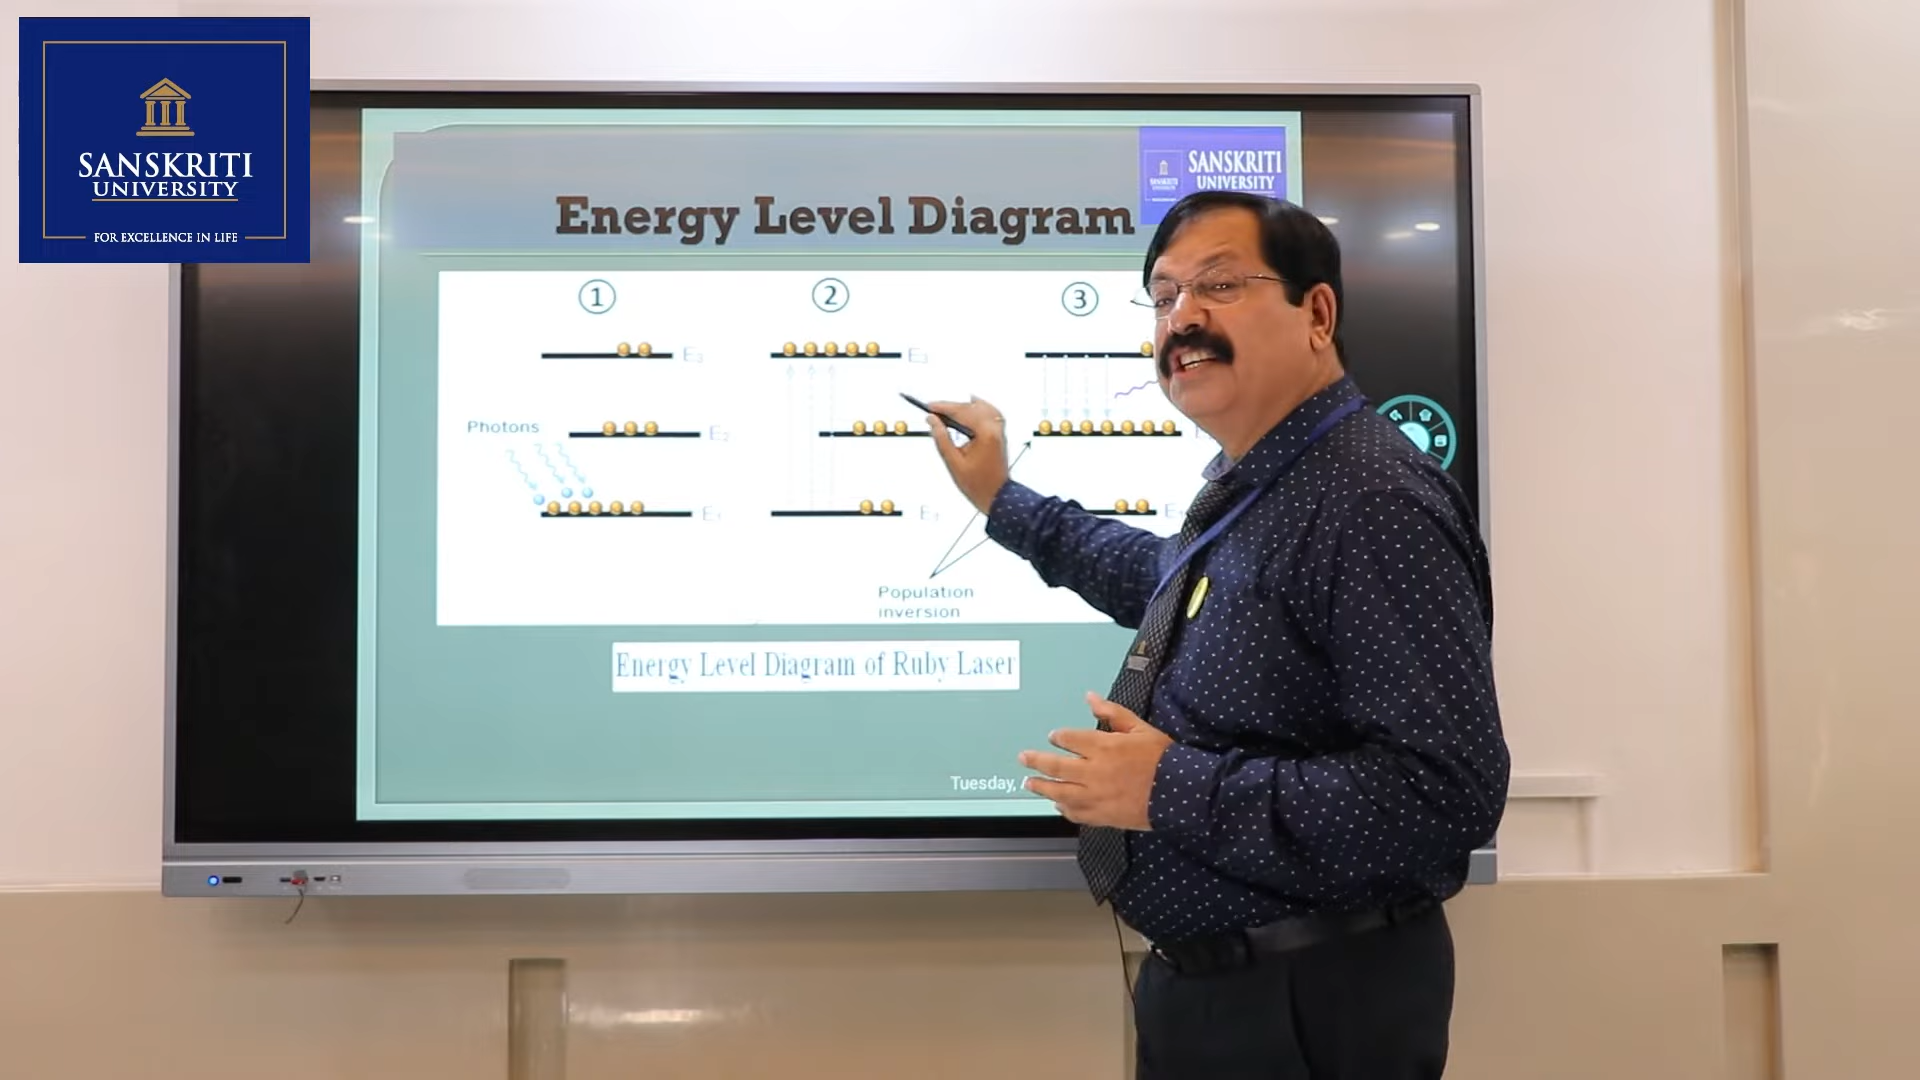 SANSKRITI
UNIVERSITY
FOR EXCELLENCE IN LIFE
SANSKRITI
UNIVERSITY
Energy Level Diagram
1
2
3
E3
E3
Photons
E2
E1
E1
E1
Population
inversion
Energy Level Diagram of Ruby Laser
Tuesday,